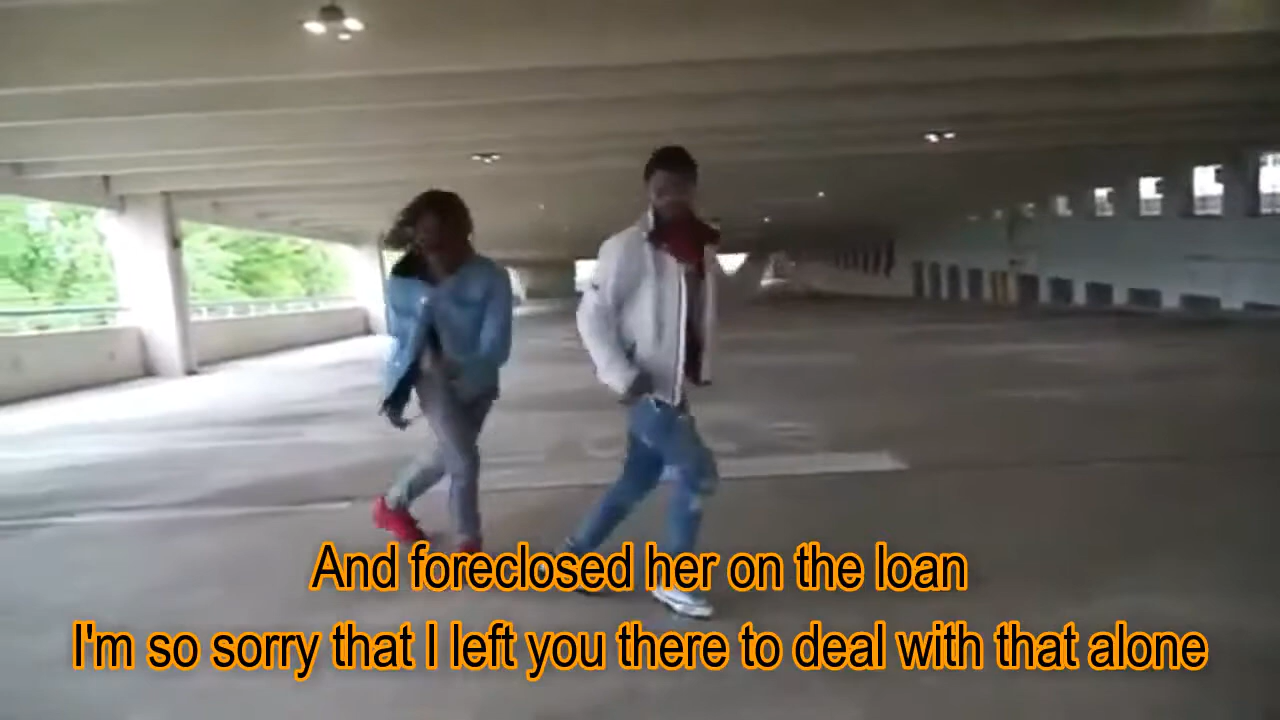 And foreclosed her on the loan
I'm so sorry that I left you there to deal with that alone